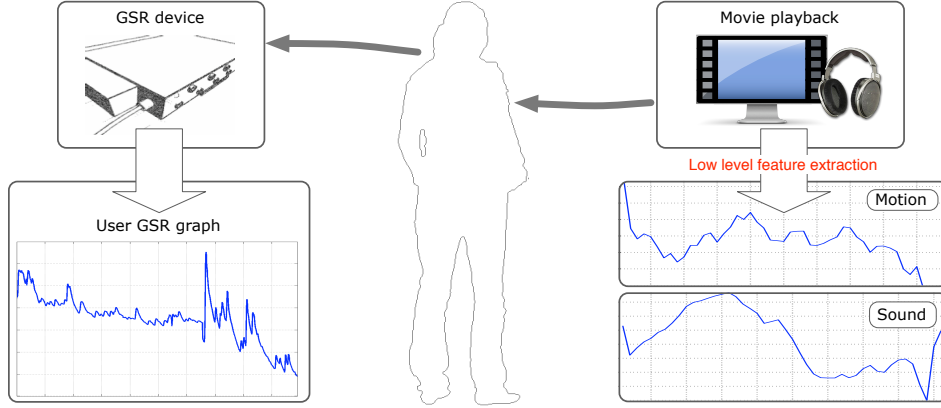 GSR device
Movie playback
Low level feature extraction
User GSR graph
Motion
Sound